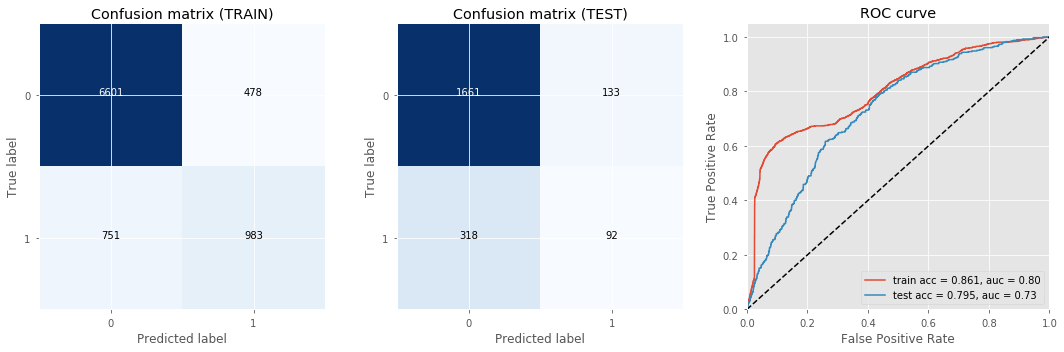 Confusion matrix (TRAIN)
0
1
True label
6601
478
751
983
0
1
Predicted label
Confusion matrix (TEST)
0
1
True label
1661
133
318
92
0
1
Predicted label
ROC curve
1.0
0.8
0.6
0.4
0.2
0.0
True Positive Rate
train acc = 0.861, auc = 0.80
test acc = 0.795, auc = 0.73
0.0
0.2
0.4
0.6
0.8
1.0
False Positive Rate